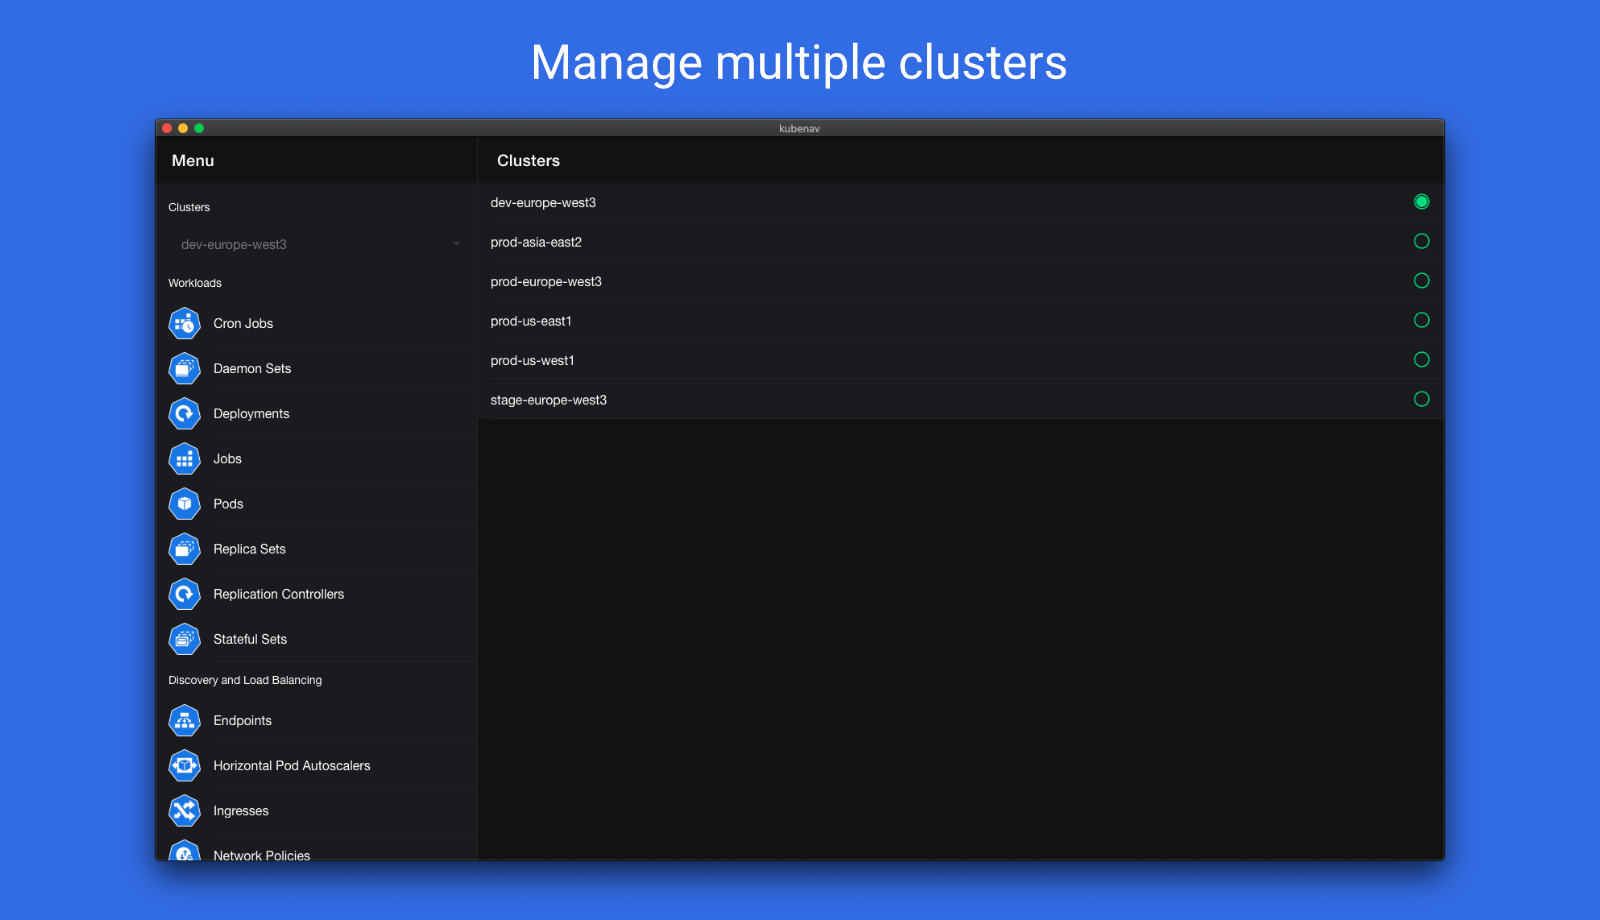 Manage multiple clusters
kubenav
Menu
Clusters
dev-europe-west3
Workloads
Cron Jobs
Daemon Sets
Deployments
Jobs
Pods
Replica Sets
Replication Controllers
Stateful Sets
Discovery and Load Balancing
Endpoints
Horizontal Pod Autoscalers
Ingresses
Network Policies
Clusters
dev-europe-west3
prod-asia-east2
prod-europe-west3
prod-us-east1
prod-us-west1
stage-europe-west3